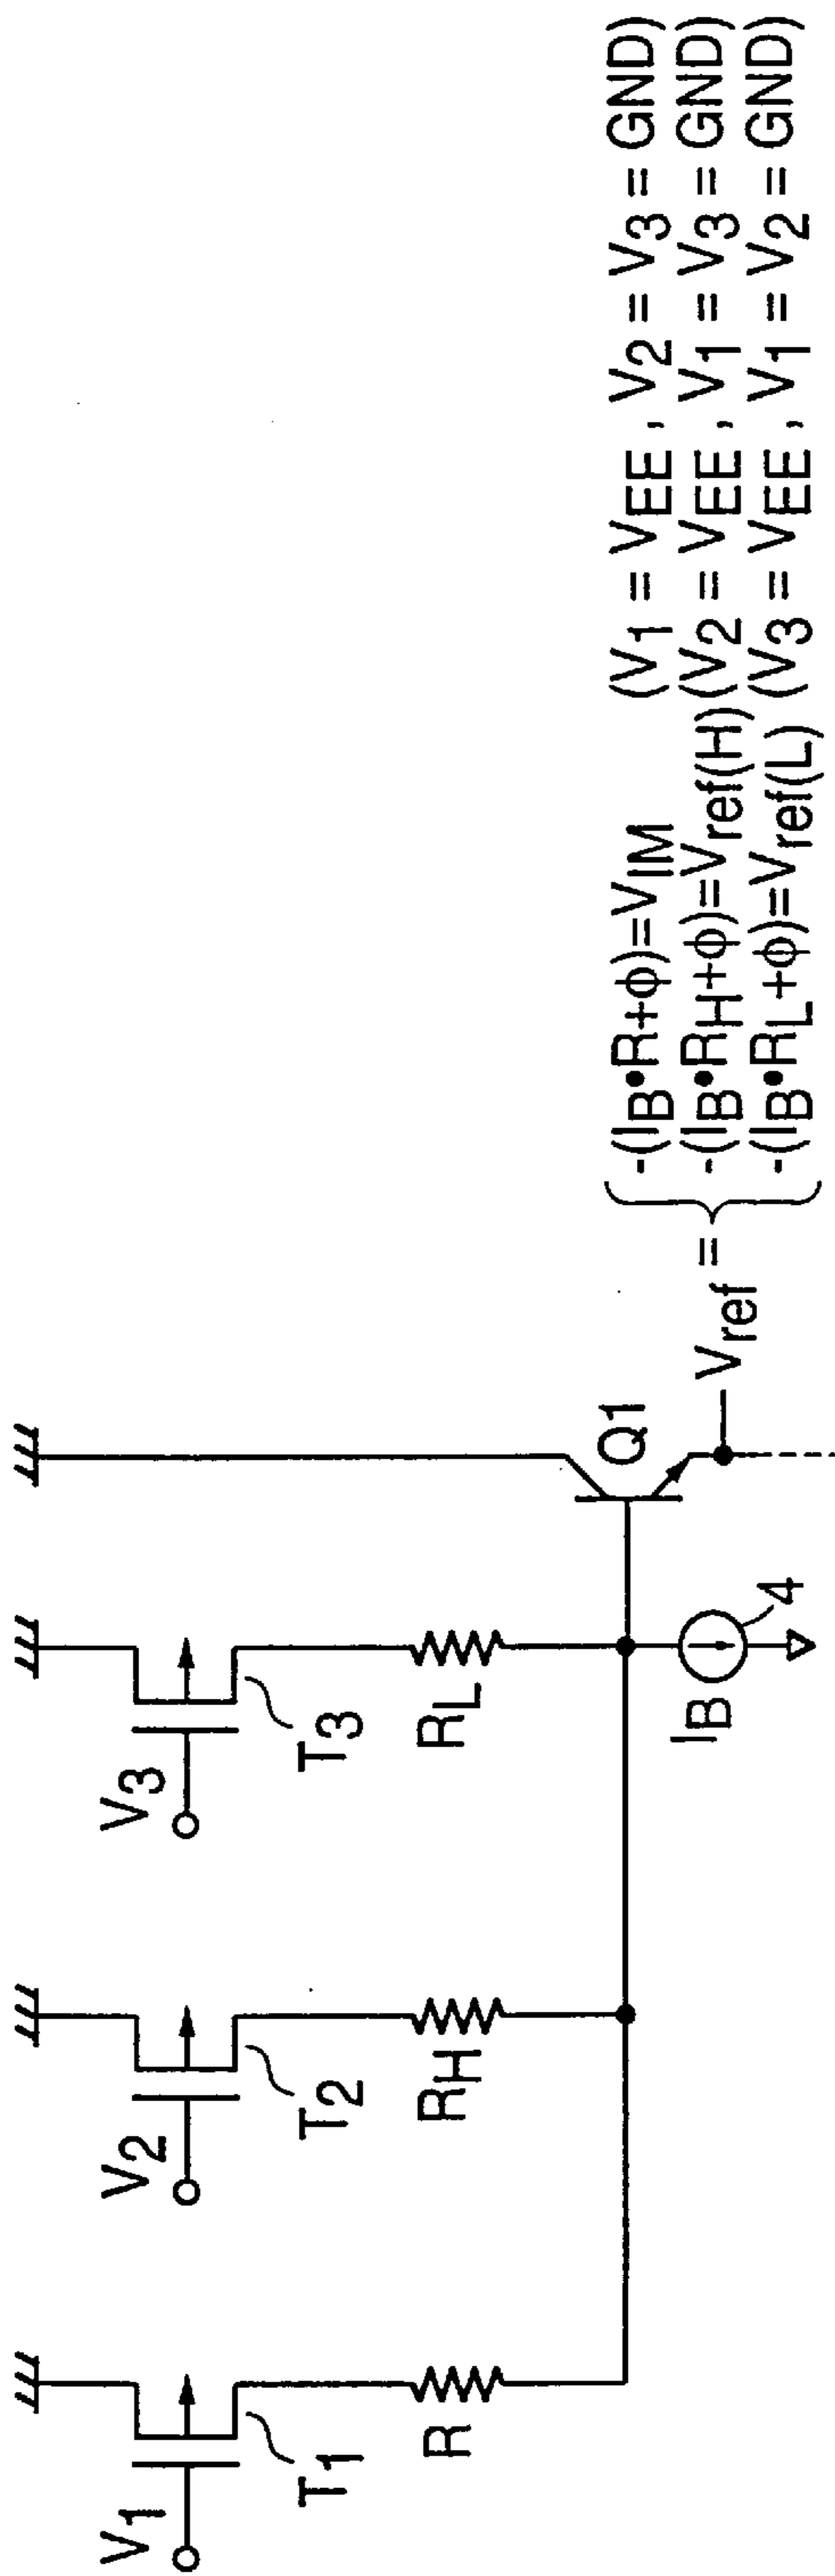 V1
T1
R
V2
T2
RH
V3
T3
RL
IB
4
Q1
Vref =
-(IB•R+φ)=VIM (V1 = VEE , V2 = V3 = GND)
-(IB•RH+φ)=Vref(H) (V2 = VEE , V1 = V3 = GND)
-(IB•RL+φ)=Vref(L) (V3 = VEE , V1 = V2 = GND)